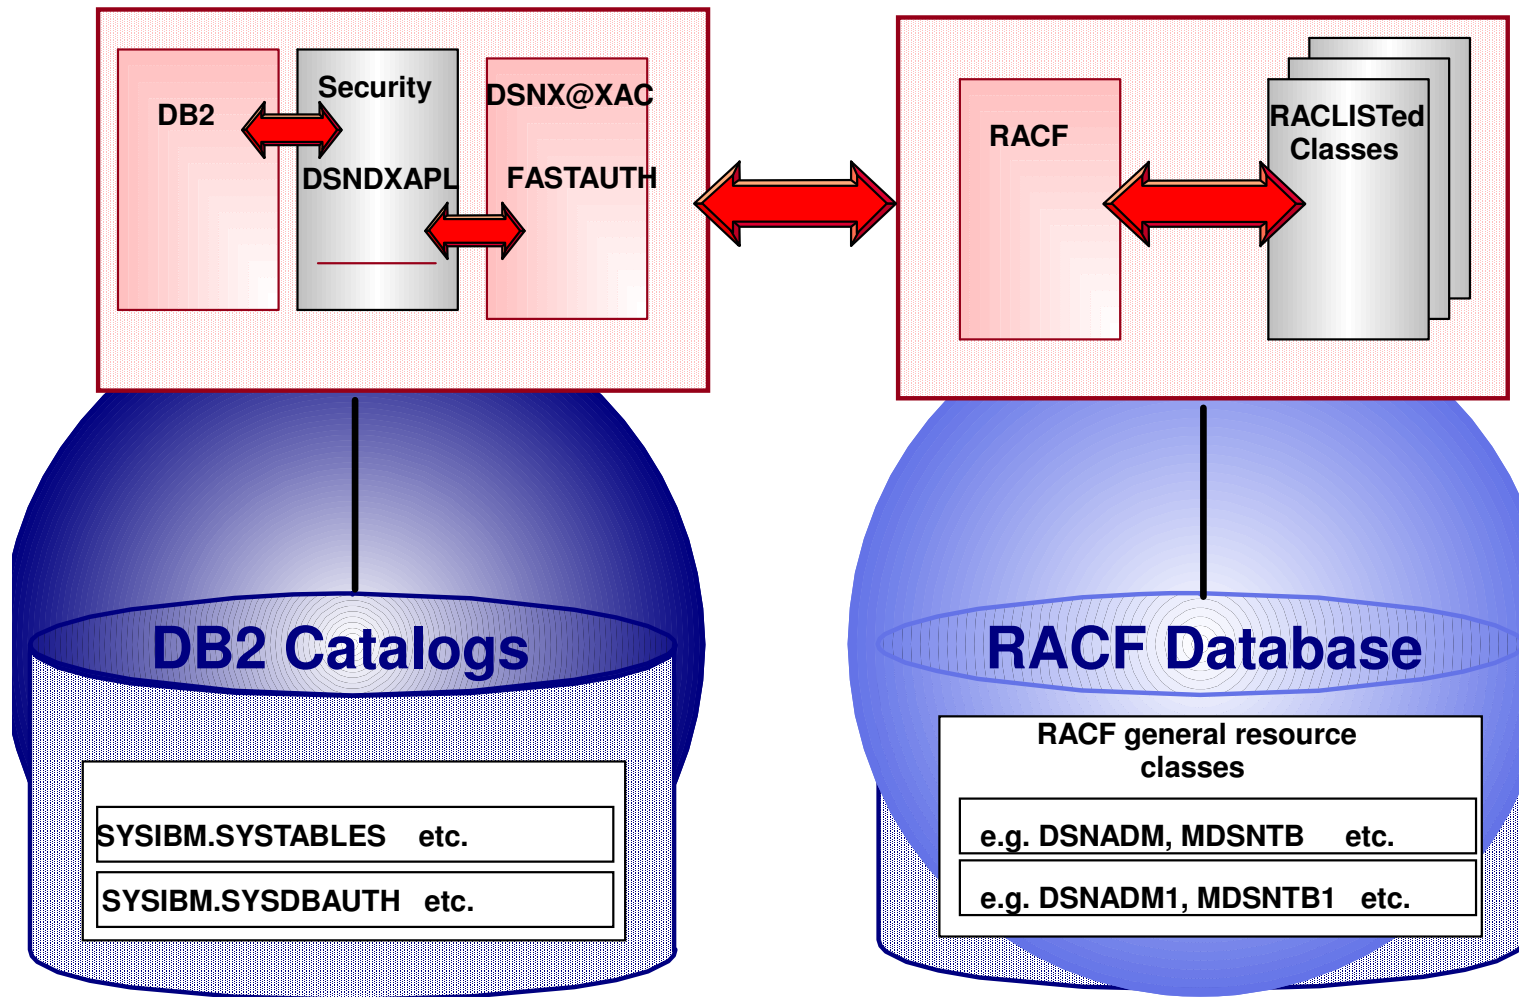 DB2
Security
DSNDXAPL
DSNX@XAC
FASTAUTH
RACF
RACLISTed
Classes
DB2 Catalogs
SYSIBM.SYSTABLES etc.
SYSIBM.SYSDBAUTH etc.
RACF Database
RACF general resource
classes
e.g. DSNADM, MDSNTB etc.
e.g. DSNADM1, MDSNTB1 etc.